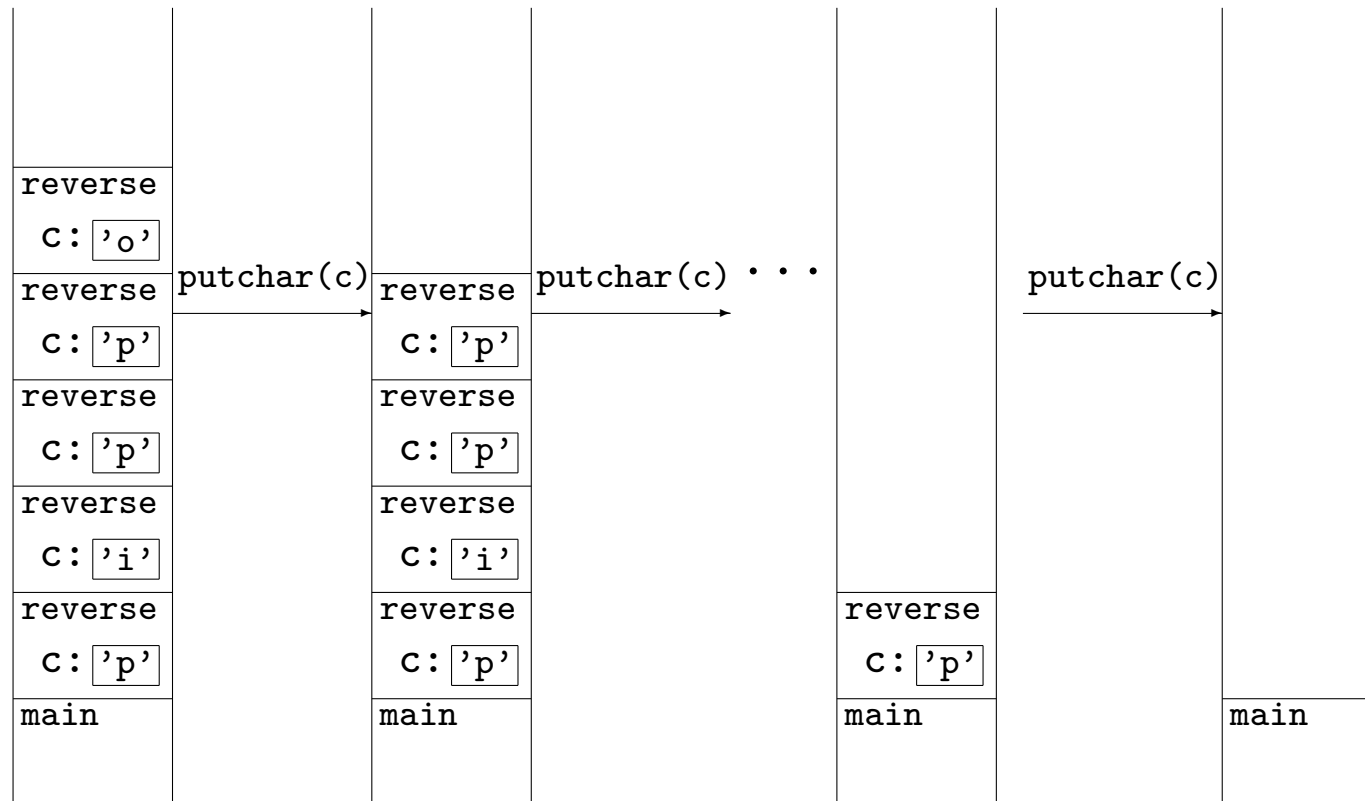 reverse
c: 'o'
reverse
c: 'p'
reverse
c: 'p'
reverse
c: 'i'
reverse
c: 'p'
main
putchar(c)
reverse
c: 'p'
reverse
c: 'p'
reverse
c: 'i'
reverse
c: 'p'
main
putchar(c) ...
reverse
c: 'p'
main
putchar(c)
main